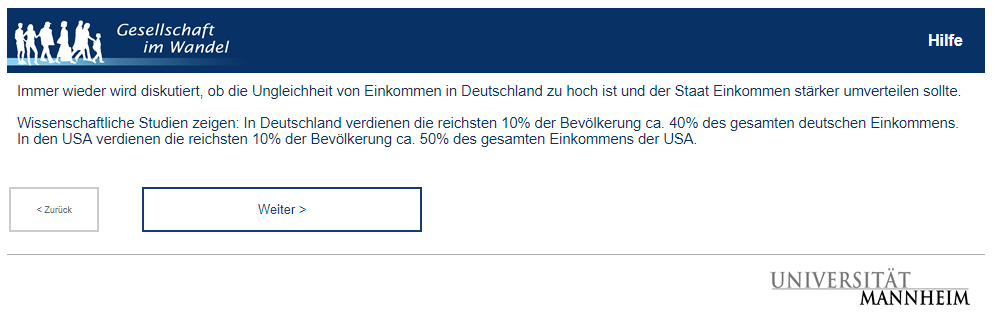 Gesellschaft
im Wandel
Hilfe
Immer wieder wird diskutiert, ob die Ungleichheit von Einkommen in Deutschland zu hoch ist und der Staat Einkommen stärker umverteilen sollte.
Wissenschaftliche Studien zeigen: In Deutschland verdienen die reichsten 10% der Bevölkerung ca. 40% des gesamten deutschen Einkommens.
In den USA verdienen die reichsten 10% der Bevölkerung ca. 50% des gesamten Einkommens der USA.
< Zurück
Weiter >
UNIVERSITÄT
MANNHEIM